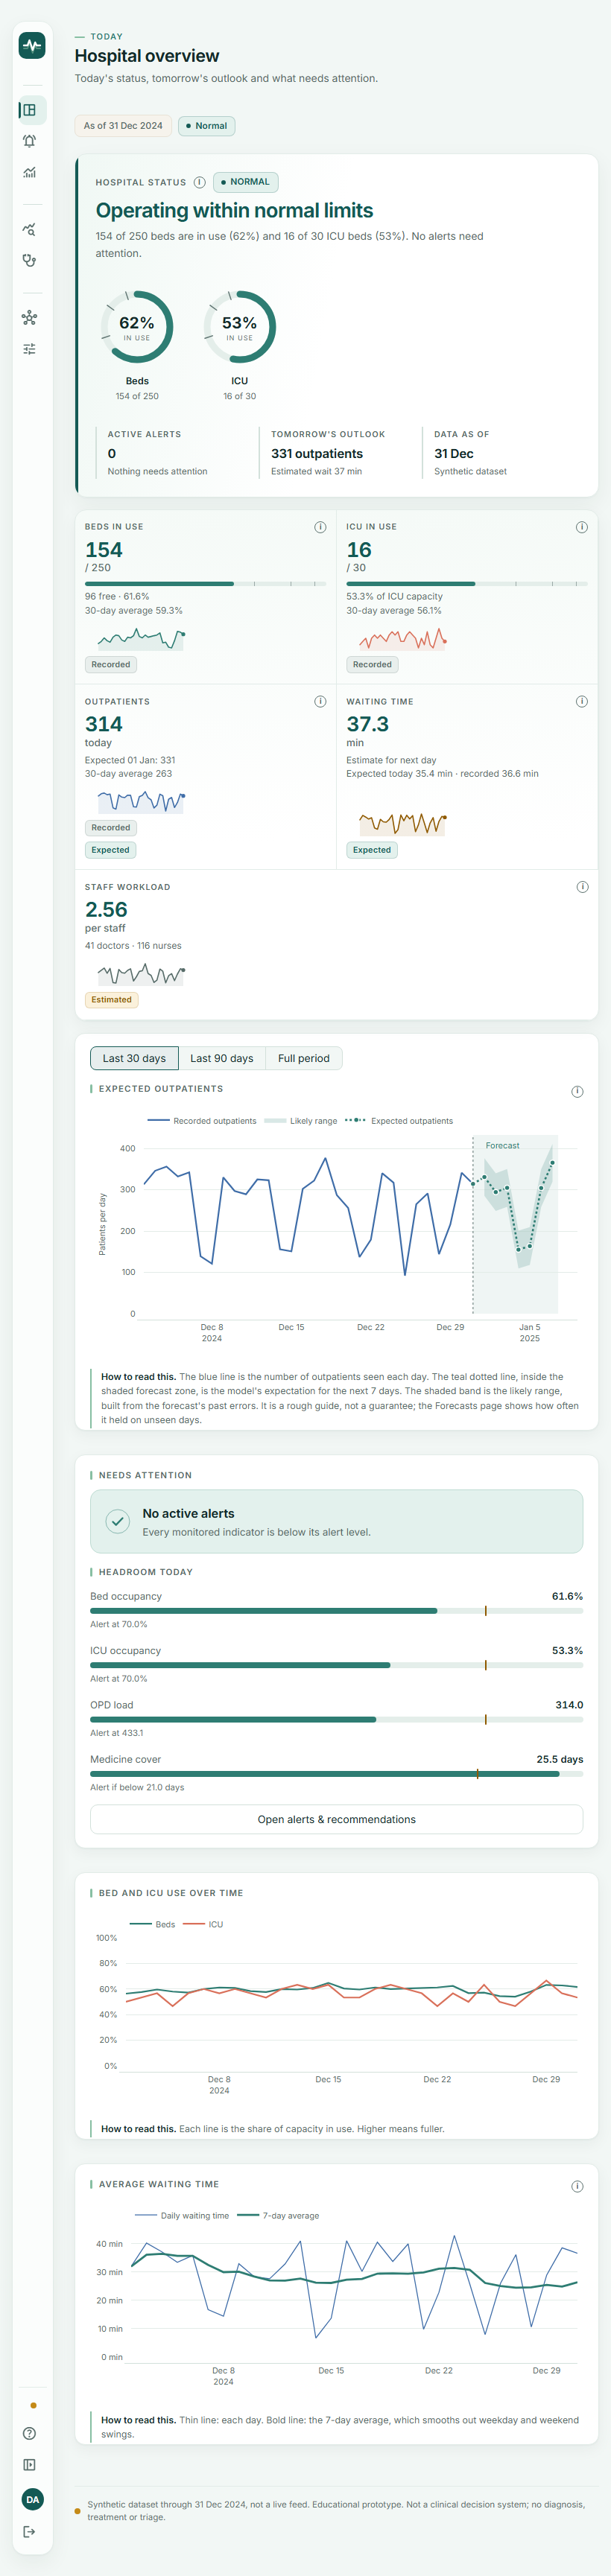 TODAY
Hospital overview
Today's status, tomorrow's outlook and what needs attention.
As of 31 Dec 2024
Normal
HOSPITAL STATUS
NORMAL
Operating within normal limits
154 of 250 beds are in use (62%) and 16 of 30 ICU beds (53%). No alerts need
attention.
62%
IN USE
53%
IN USE
Beds
ICU
154 of 250
16 of 30
ACTIVE ALERTS
0
Nothing needs attention
TOMORROW'S OUTLOOK
331 outpatients
Estimated wait 37 min
DATA AS OF
31 Dec
Synthetic dataset
BEDS IN USE
154
/ 250
96 free · 61.6%
30-day average 59.3%
Recorded
ICU IN USE
16
/ 30
53.3% of ICU capacity
30-day average 56.1%
Recorded
OUTPATIENTS
314
today
Expected 01 Jan: 331
30-day average 263
Recorded
Expected
WAITING TIME
37.3
min
Estimate for next day
Expected today 35.4 min · recorded 36.6 min
Expected
STAFF WORKLOAD
2.56
per staff
41 doctors · 116 nurses
Estimated
Last 30 days
Last 90 days
Full period
EXPECTED OUTPATIENTS
Recorded outpatients
Likely range
Expected outpatients
Forecast
Patients per day
400
300
200
100
0
Dec 8
2024
Dec 15
Dec 22
Dec 29
Jan 5
2025
How to read this. The blue line is the number of outpatients seen each day. The teal dotted line, inside the
shaded forecast zone, is the model's expectation for the next 7 days. The shaded band is the likely range,
built from the forecast's past errors. It is a rough guide, not a guarantee; the Forecasts page shows how often
it held on unseen days.
NEEDS ATTENTION
No active alerts
Every monitored indicator is below its alert level.
HEADROOM TODAY
Bed occupancy
61.6%
Alert at 70.0%
ICU occupancy
53.3%
Alert at 70.0%
OPD load
314.0
Alert at 433.1
Medicine cover
25.5 days
Alert if below 21.0 days
Open alerts & recommendations
BED AND ICU USE OVER TIME
Beds
ICU
100%
80%
60%
40%
20%
0%
Dec 8
2024
Dec 15
Dec 22
Dec 29
How to read this. Each line is the share of capacity in use. Higher means fuller.
AVERAGE WAITING TIME
Daily waiting time
7-day average
40 min
30 min
20 min
10 min
0 min
Dec 8
2024
Dec 15
Dec 22
Dec 29
How to read this. Thin line: each day. Bold line: the 7-day average, which smooths out weekday and weekend
swings.
DA
Synthetic dataset through 31 Dec 2024, not a live feed. Educational prototype. Not a clinical decision system; no diagnosis,
treatment or triage.